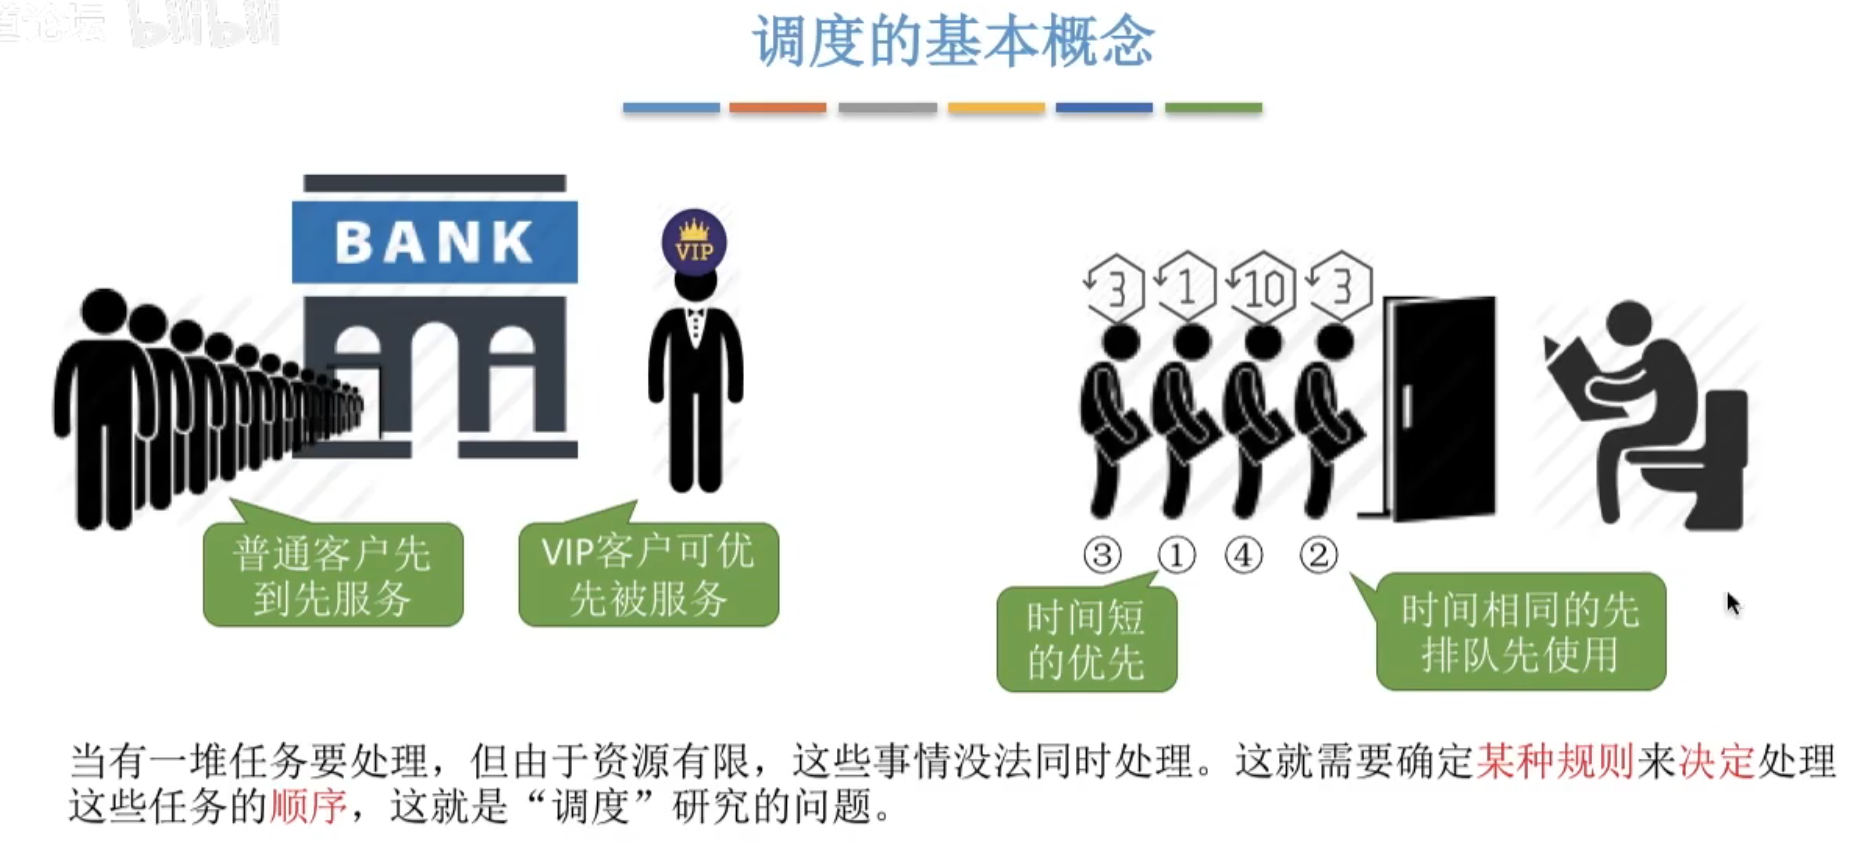 道论坛 bilibili
调度的基本概念
BANK
VIP
普通客户先
到先服务
VIP客户可优
先被服务
3 1 10 3
③ ① ④ ②
时间短
的优先
时间相同的先
排队先使用
当有一堆任务要处理，但由于资源有限，这些事情没法同时处理。这就需要确定某种规则来决定处理
这些任务的顺序，这就是“调度”研究的问题。